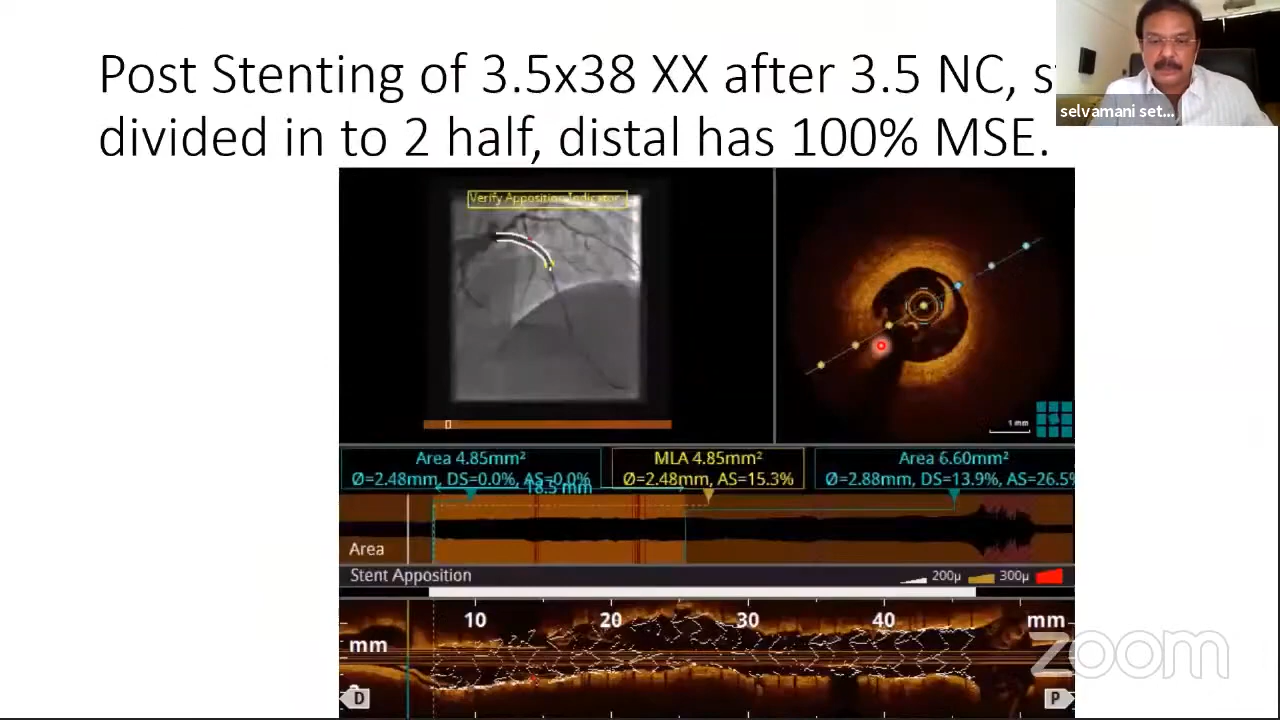 Post Stenting of 3.5x38 XX after 3.5 NC,
divided in to 2 half, distal has 100% MSE.
selvamani set...
Verify Apposition Indicator
1 mm
Area 4.85mm²
Ø=2.48mm, DS=0.0%, AS=0.0%
MLA 4.85mm²
Ø=2.48mm, AS=15.3%
Area 6.60mm²
Ø=2.88mm, DS=13.9%, AS=26.5%
18.5 mm
Area
Stent Apposition
200µ 300µ
10 20 30 40 mm
mm
D P
zoom